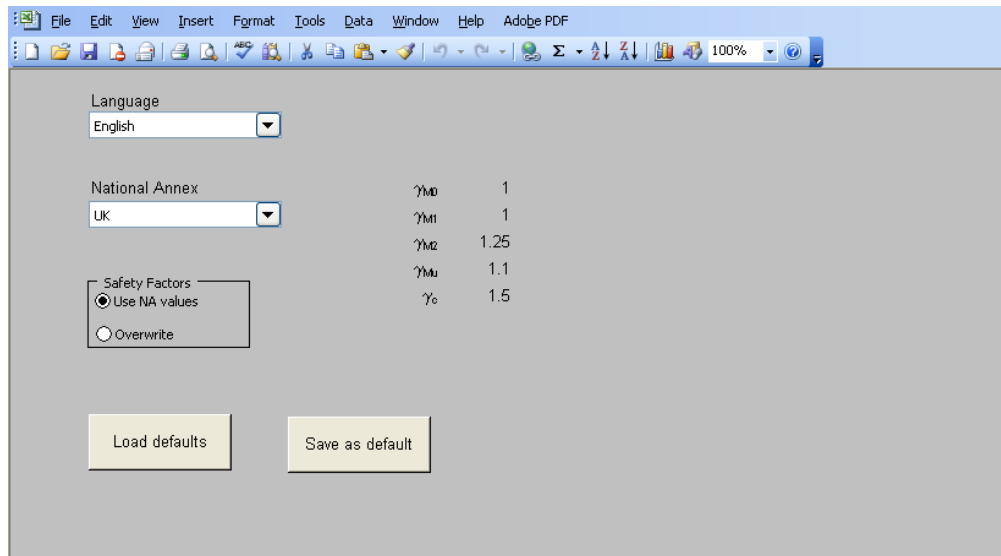 File Edit View Insert Format Tools Data Window Help Adobe PDF
100%
Language
English
National Annex
UK
γM0 1
γM1 1
γM2 1.25
γMu 1.1
γc 1.5
Safety Factors
Use NA values
Overwrite
Load defaults Save as default